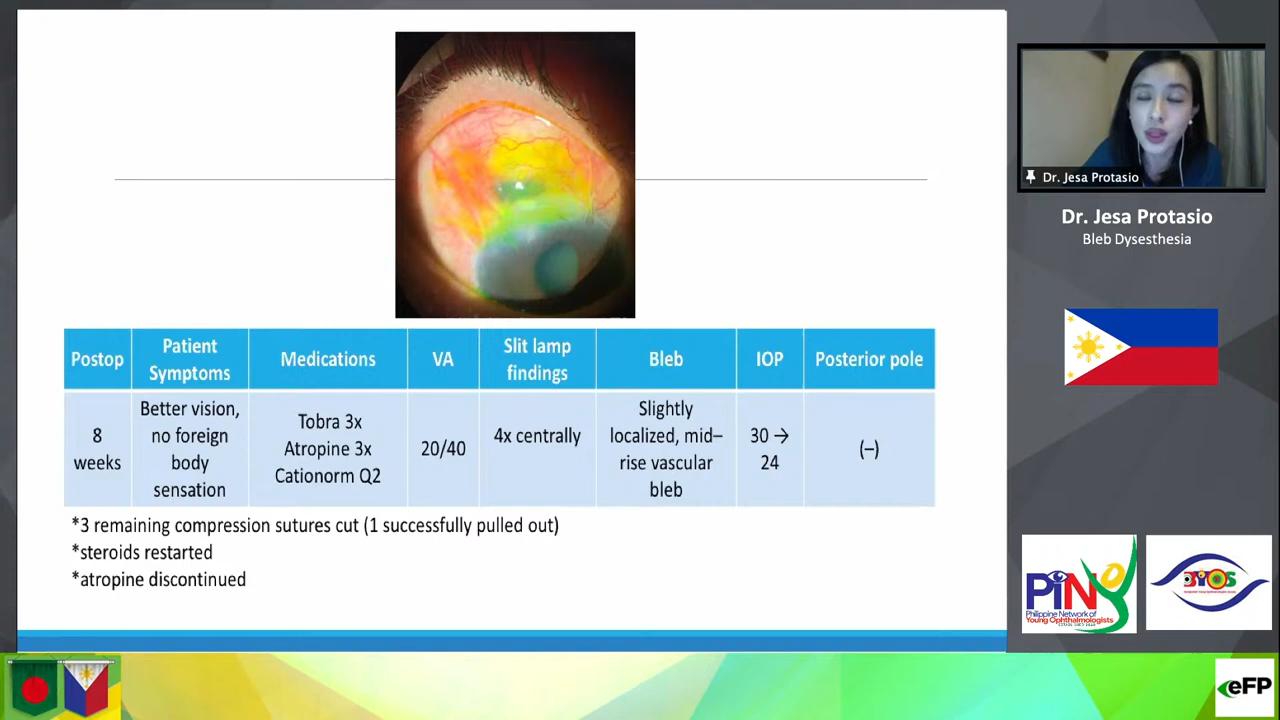 Postop
Patient
Symptoms
Medications
VA
Slit lamp
findings
Bleb
IOP
Posterior pole
8
weeks
Better vision,
no foreign
body
sensation
Tobra 3x
Atropine 3x
Cationorm Q2
20/40
4x centrally
Slightly
localized, mid–
rise vascular
bleb
30 →
24
(–)
*3 remaining compression sutures cut (1 successfully pulled out)
*steroids restarted
*atropine discontinued
Dr. Jesa Protasio
Dr. Jesa Protasio
Bleb Dysesthesia
PiNY
Philippine Network of
Young Ophthalmologists
BYOS
eFP